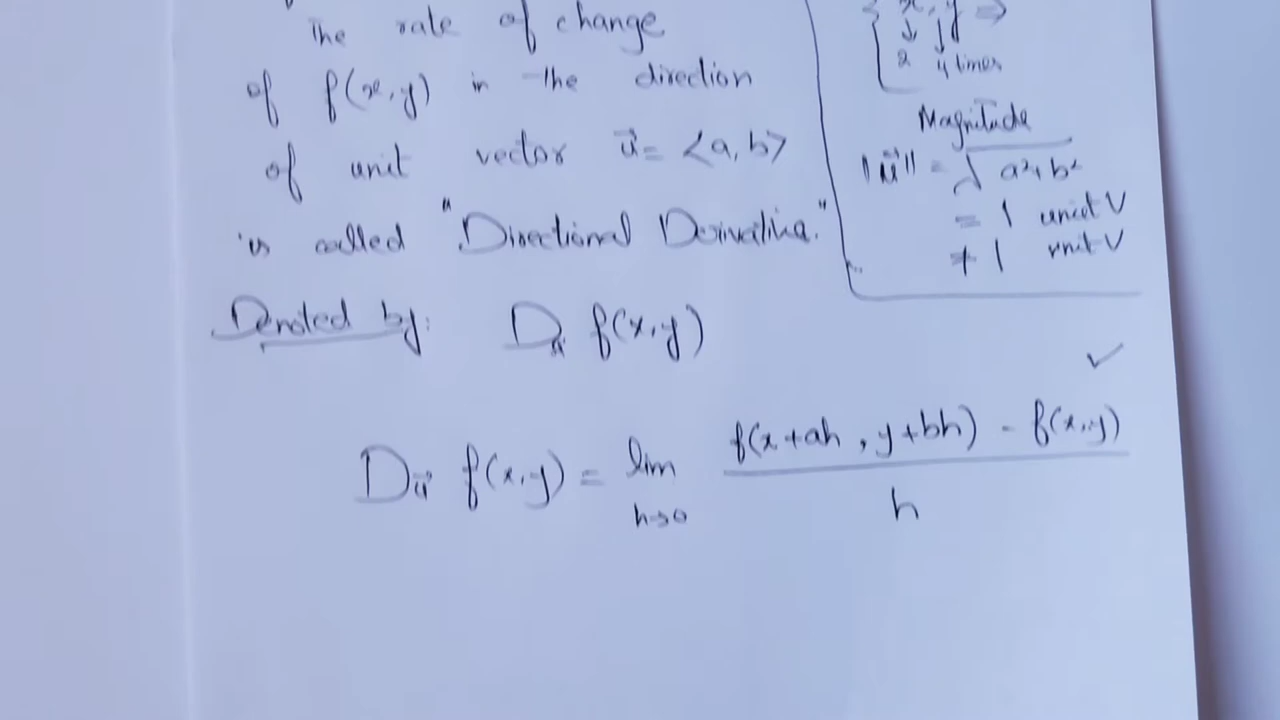 The rate of change
of f(x,y) in the direction
of unit vector u⃗ = <a, b>
is called "Directional Derivative."
Denoted by: Du⃗ f(x,y)
Du⃗ f(x,y) = lim h→0 f(x+ah , y+bh) - f(x,y) / h
x, y ⇒
↓ ↓
2 4 times
Magnitude
||u⃗|| = √a²+b²
= 1 unit V
≠ 1 unit V
✓